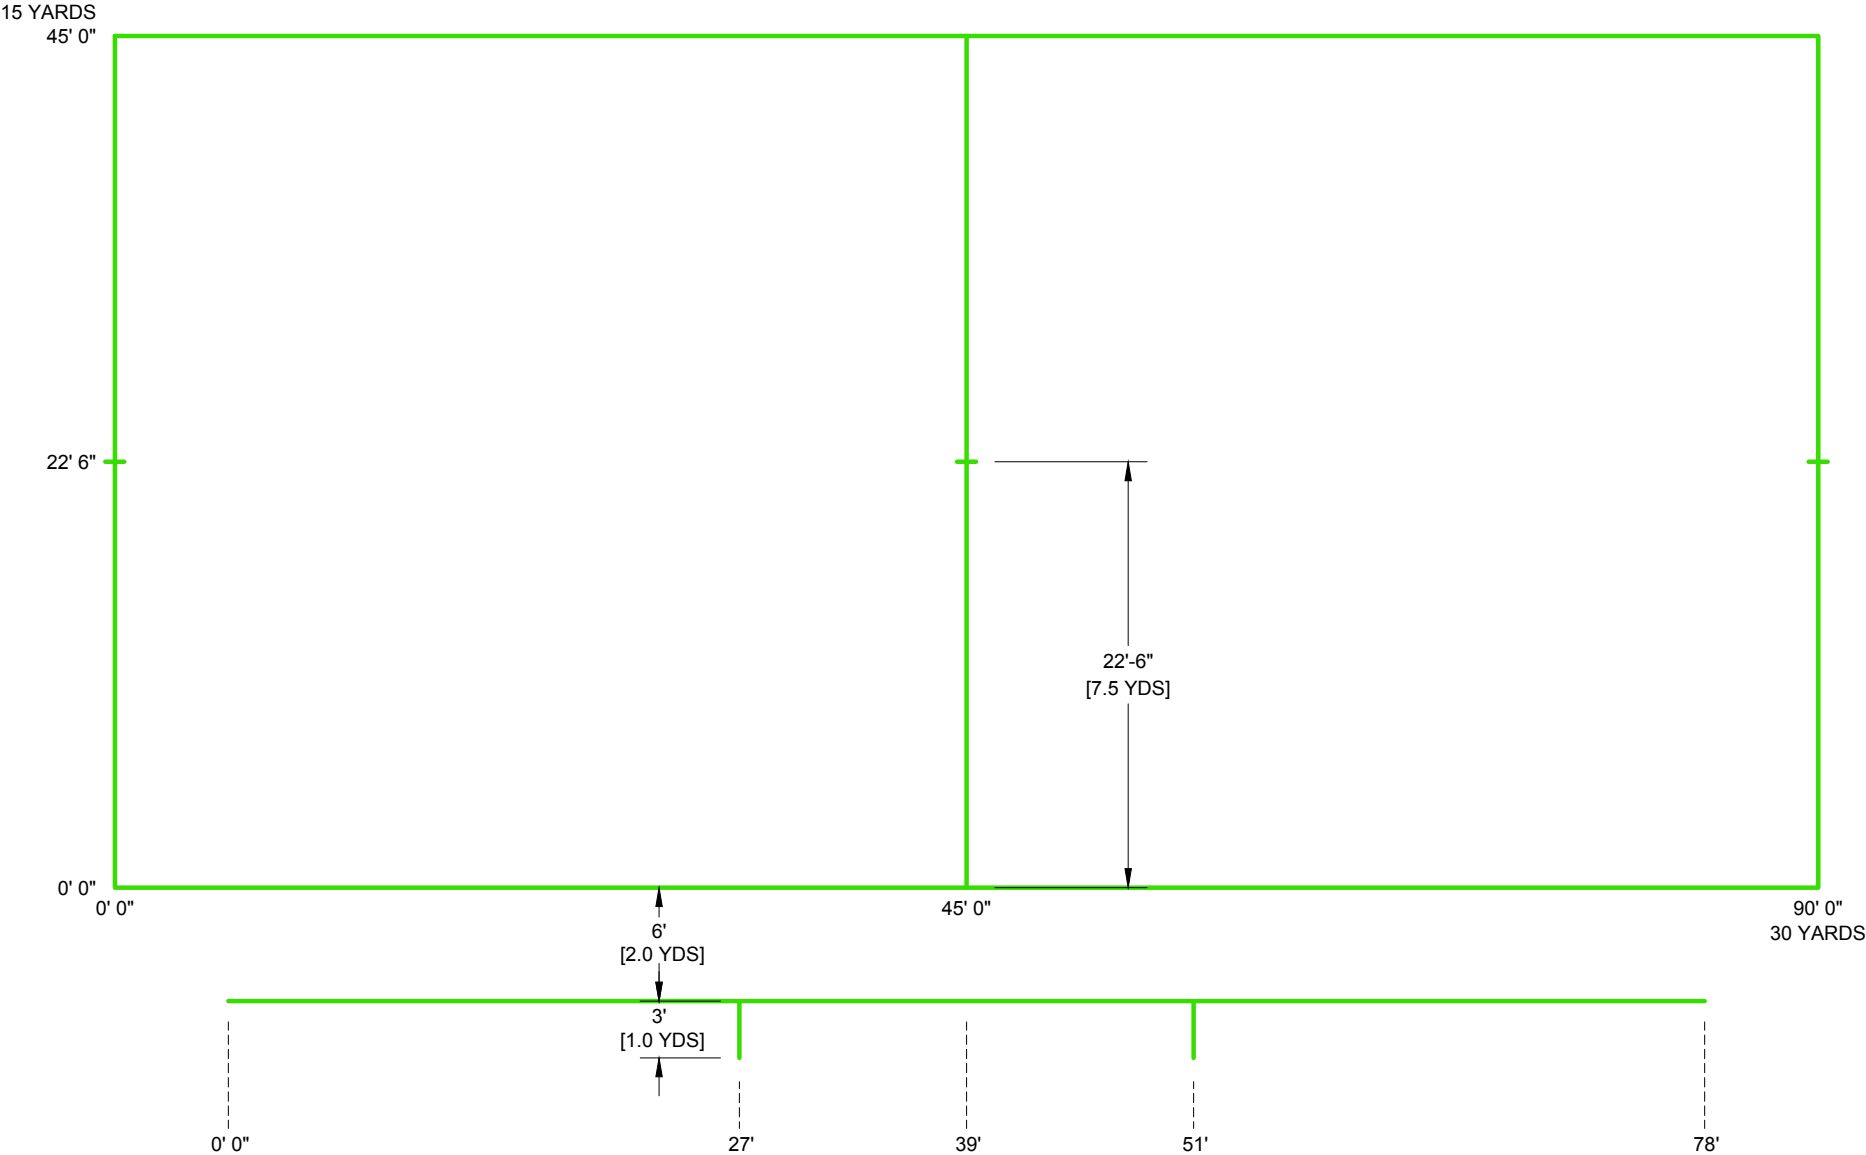 15 YARDS
45' 0"
22' 6"
22'-6"
[7.5 YDS]
0' 0"
0' 0"
45' 0"
90' 0"
30 YARDS
6'
[2.0 YDS]
3'
[1.0 YDS]
0' 0"
27'
39'
51'
78'